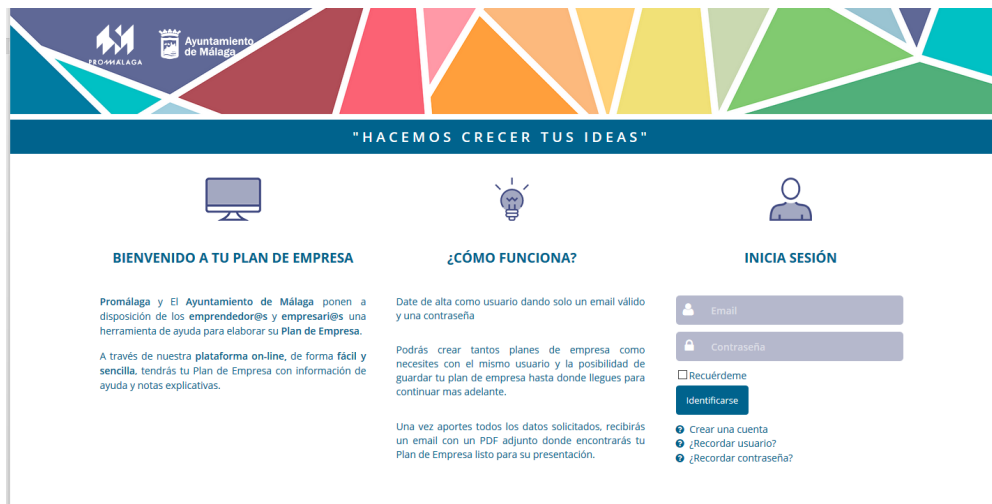 PROMÁLAGA
Ayuntamiento
de Málaga
"HACEMOS CRECER TUS IDEAS"
BIENVENIDO A TU PLAN DE EMPRESA
Promálaga y El Ayuntamiento de Málaga ponen a
disposición de los emprendedor@s y empresari@s una
herramienta de ayuda para elaborar su Plan de Empresa.
A través de nuestra plataforma on-line, de forma fácil y
sencilla, tendrás tu Plan de Empresa con información de
ayuda y notas explicativas.
¿CÓMO FUNCIONA?
Date de alta como usuario dando solo un email válido
y una contraseña
Podrás crear tantos planes de empresa como
necesites con el mismo usuario y la posibilidad de
guardar tu plan de empresa hasta donde llegues para
continuar mas adelante.
Una vez aportes todos los datos solicitados, recibirás
un email con un PDF adjunto donde encontrarás tu
Plan de Empresa listo para su presentación.
INICIA SESIÓN
Email
Contraseña
Recuérdeme
Identificarse
Crear una cuenta
¿Recordar usuario?
¿Recordar contraseña?